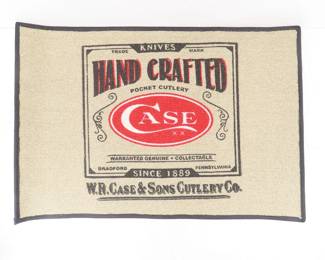 KNIVES
TRADE MARK
HAND CRAFTED
POCKET CUTLERY
CASE
XX
WARRANTED GENUINE • COLLECTABLE
BRADFORD PENNSYLVANIA
SINCE 1889
W.R. CASE & SONS CUTLERY CO.